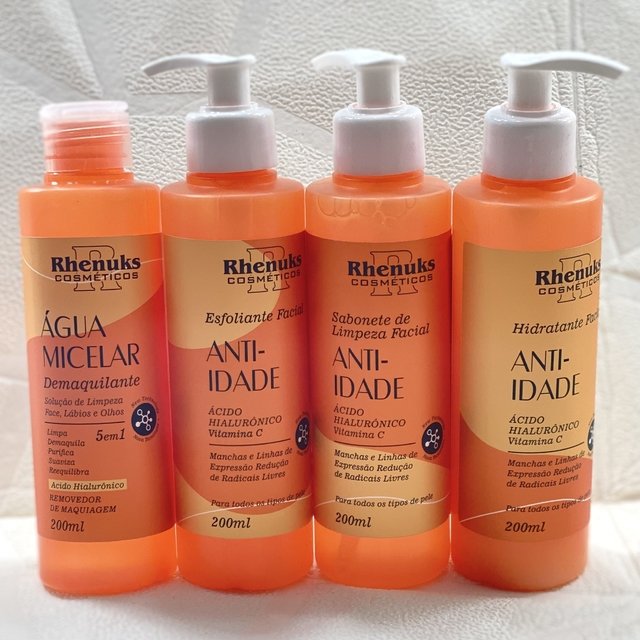 Rhenuks
COSMÉTICOS
ÁGUA
MICELAR
Demaquilante
Solução de Limpeza
Face, Lábios e Olhos
Limpa
Demaquila
Purifica
Suaviza
Reequilibra
5em1
Acido Hialurônico
REMOVEDOR
DE MAQUIAGEM
200ml
Rhenuks
COSMÉTICOS
Esfoliante Facial
ANTI-
IDADE
ÁCIDO
HIALURÔNICO
Vitamina C
Manchas e Linhas de
Expressão Redução
de Radicais Livres
Para todos os tipos de pele
200ml
Rhenuks
COSMÉTICOS
Sabonete de
Limpeza Facial
ANTI-
IDADE
ÁCIDO
HIALURÔNICO
Vitamina C
Manchas e Linhas de
Expressão Redução
de Radicais Livres
Para todos os tipos de pele
200ml
Rhenuks
COSMÉTICOS
Hidratante Facial
ANTI-
IDADE
ÁCIDO
HIALURÔNICO
Vitamina C
Manchas e Linhas de
Expressão Redução
de Radicais Livres
Para todos os tipos de
200ml